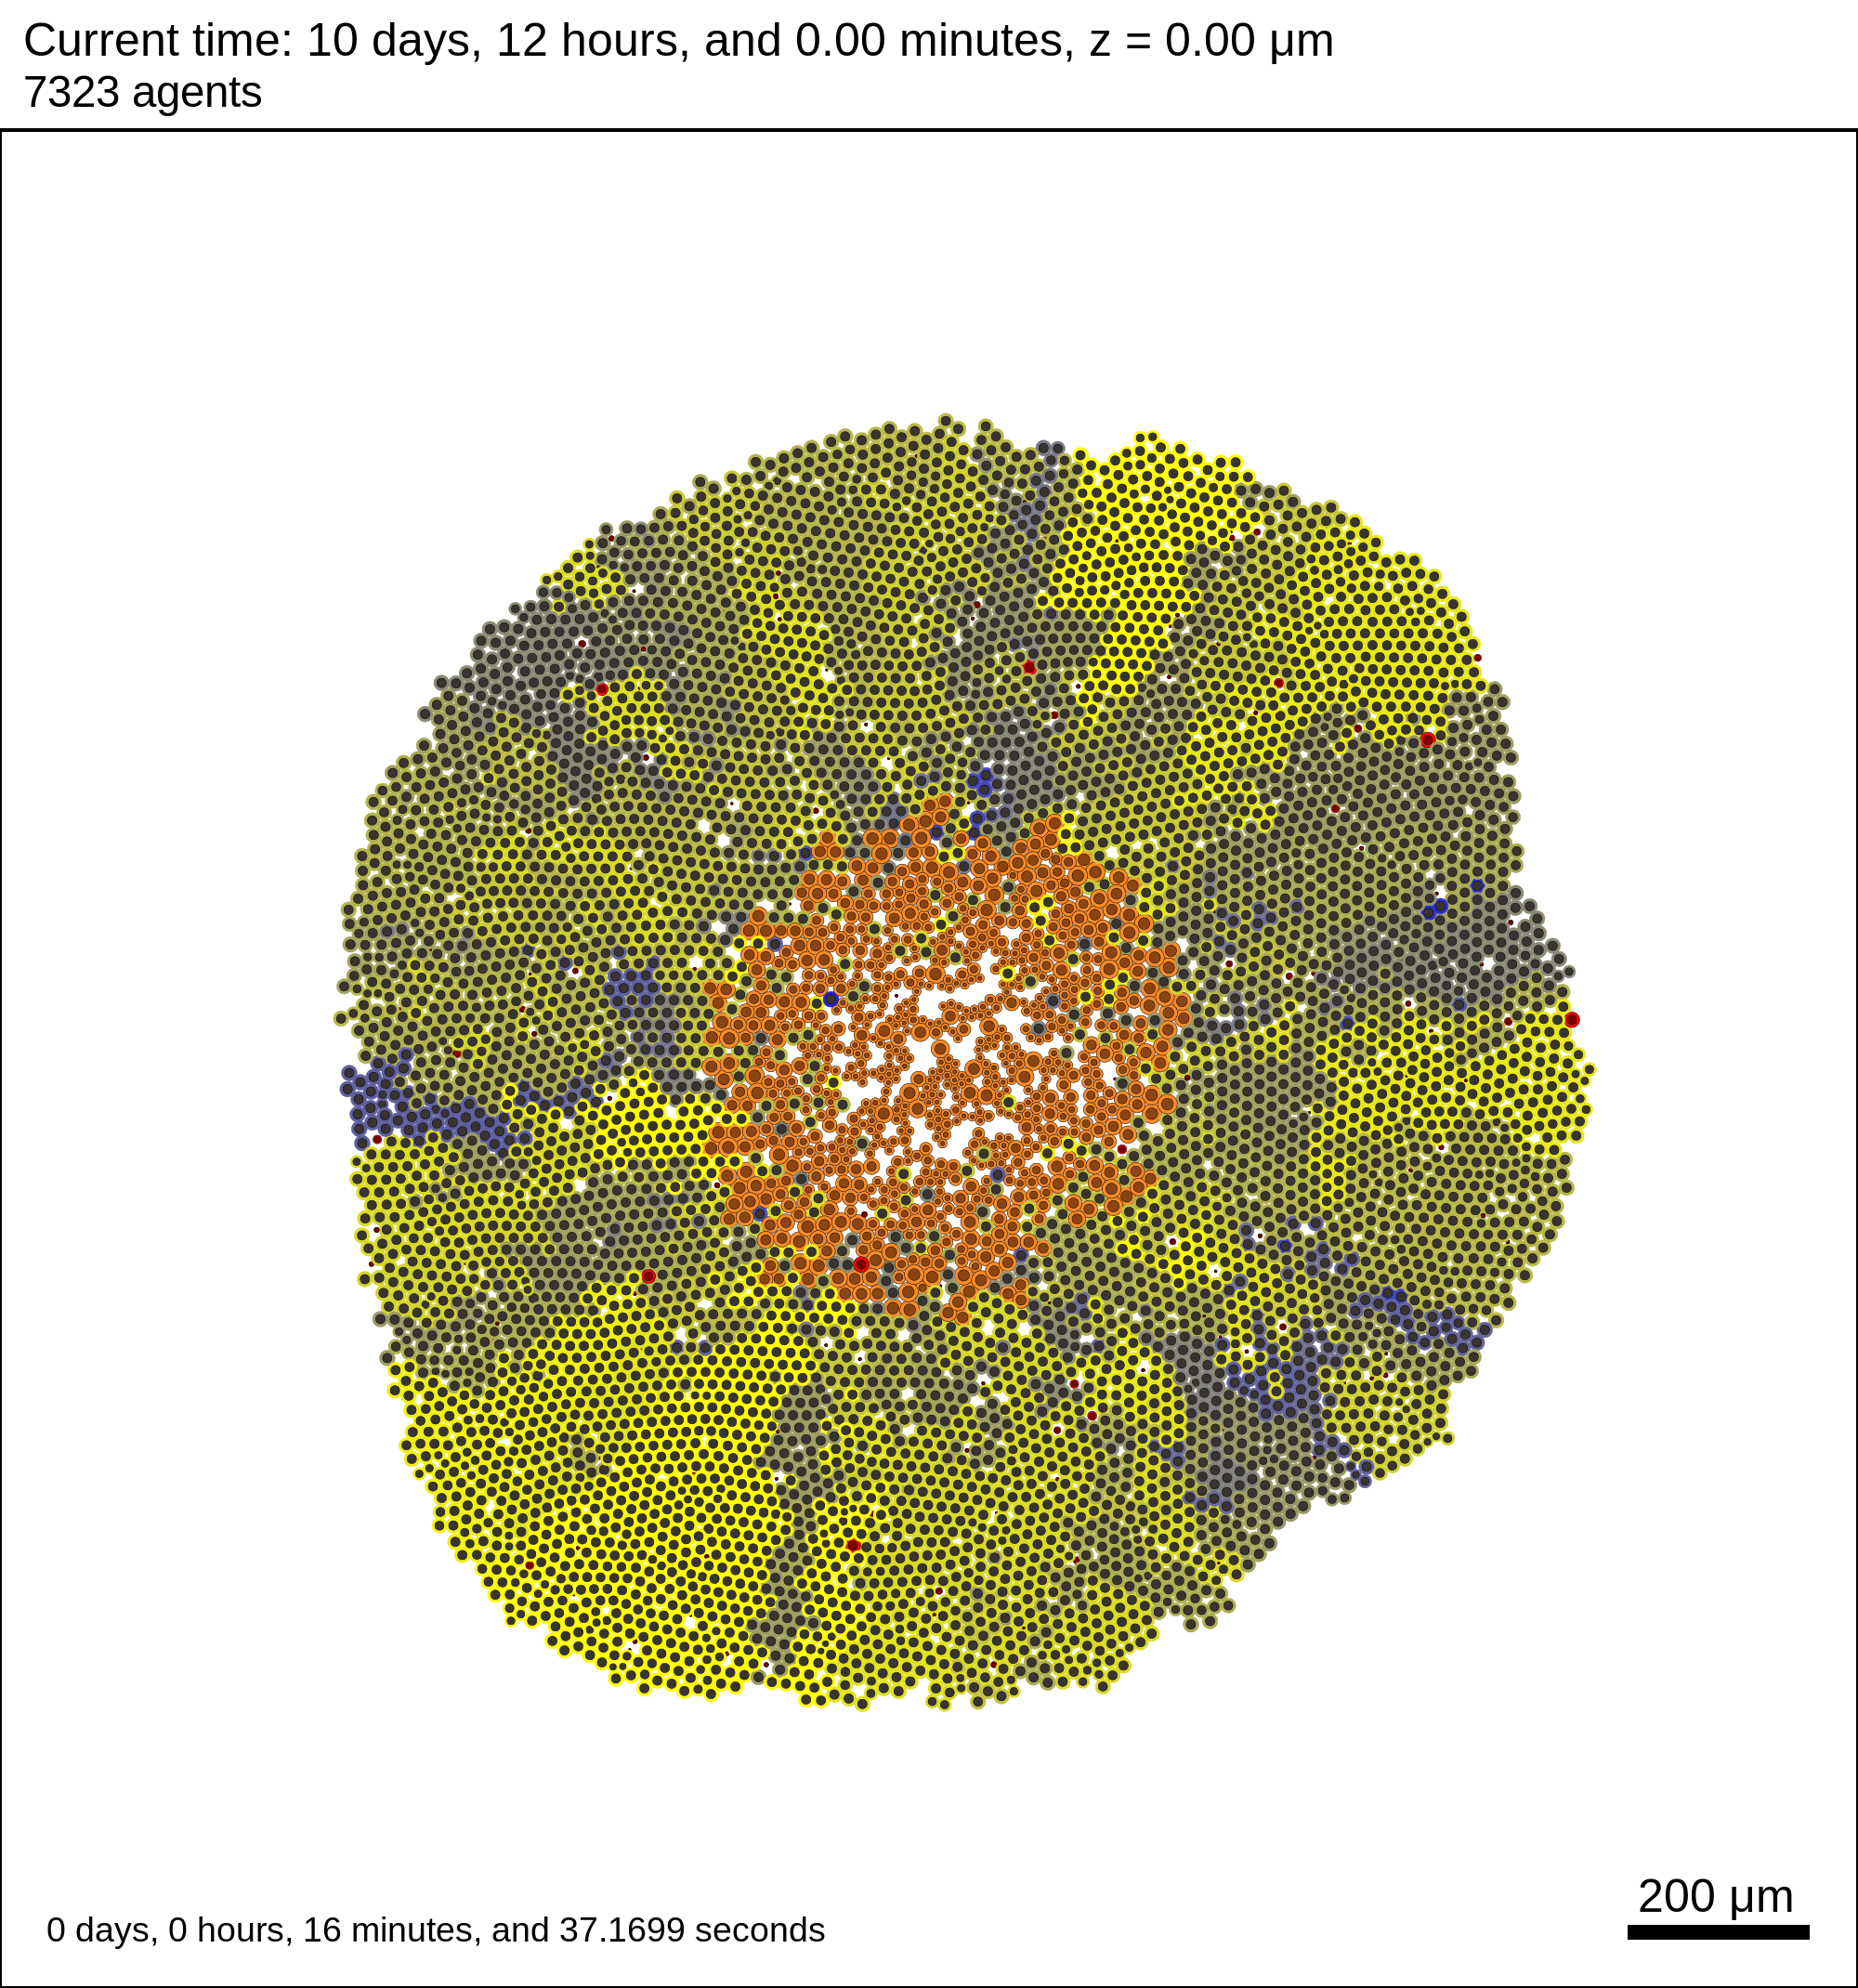 Current time: 10 days, 12 hours, and 0.00 minutes, z = 0.00 μm
7323 agents
200 μm
0 days, 0 hours, 16 minutes, and 37.1699 seconds